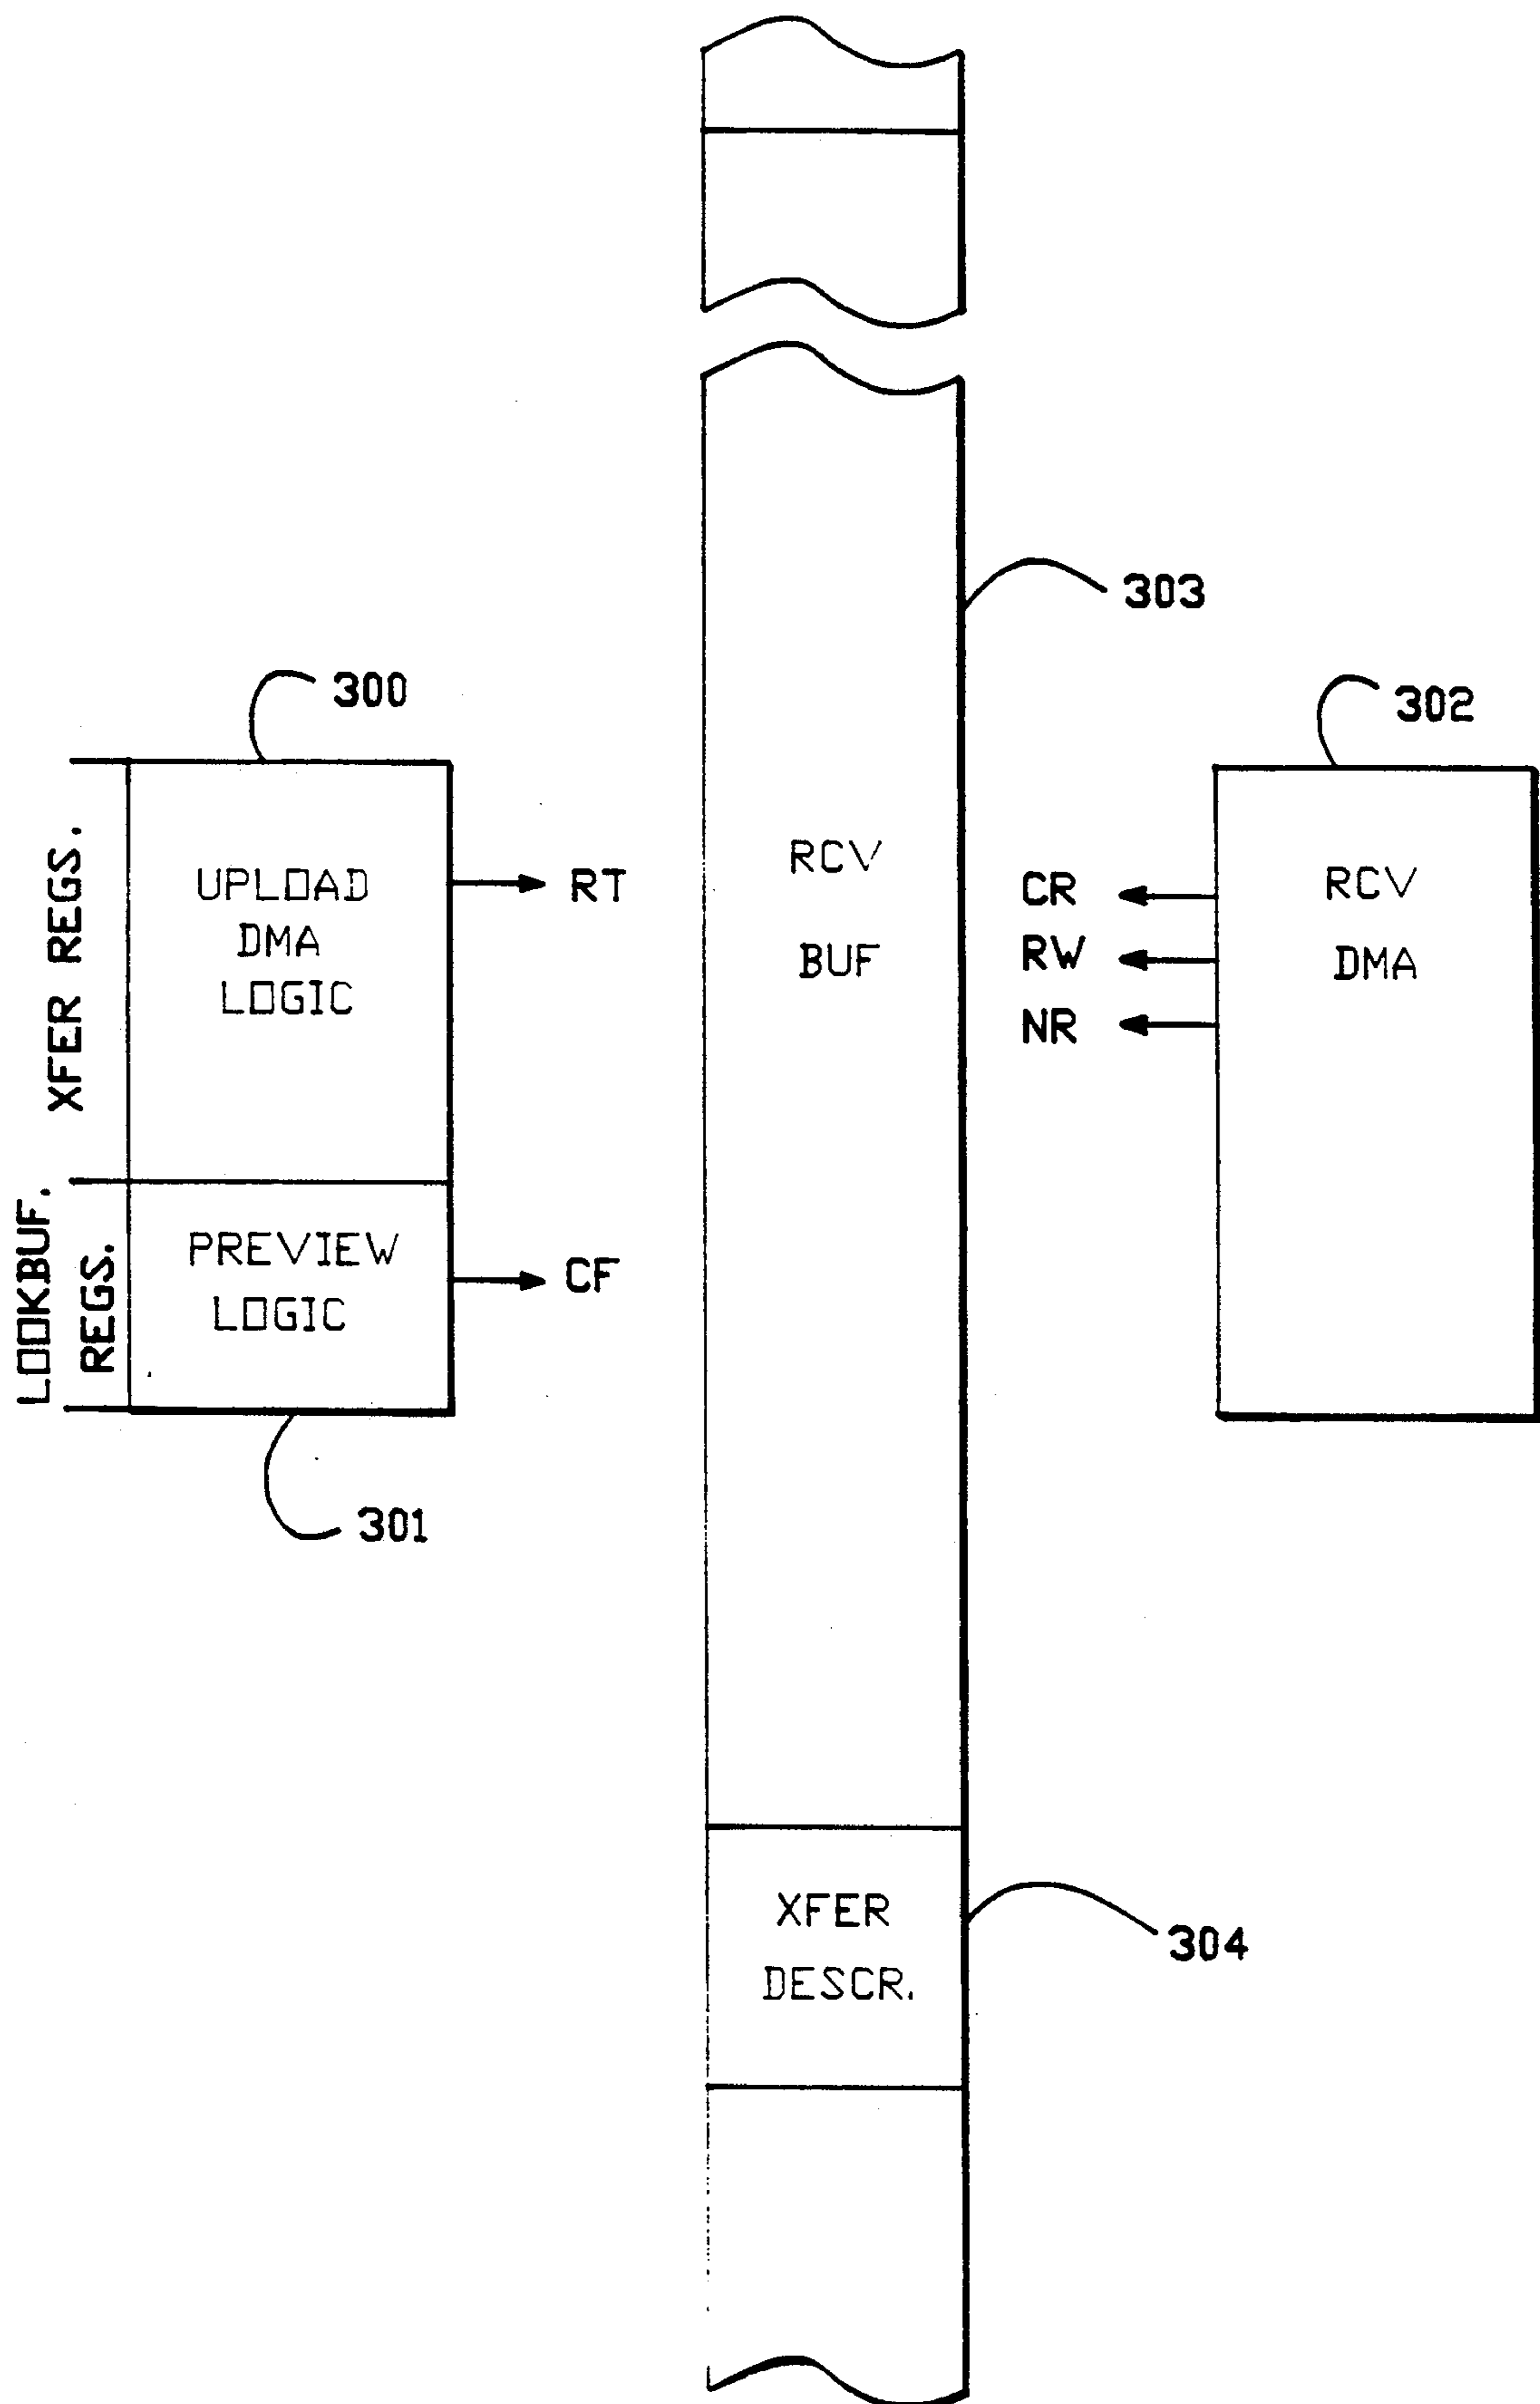 303
300
302
XFER REGS.
UPLOAD
DMA
LOGIC
RT
RCV
BUF
CR
RW
NR
RCV
DMA
LOOKBUF.
REGS.
PREVIEW
LOGIC
CF
301
XFER
DESCR.
304